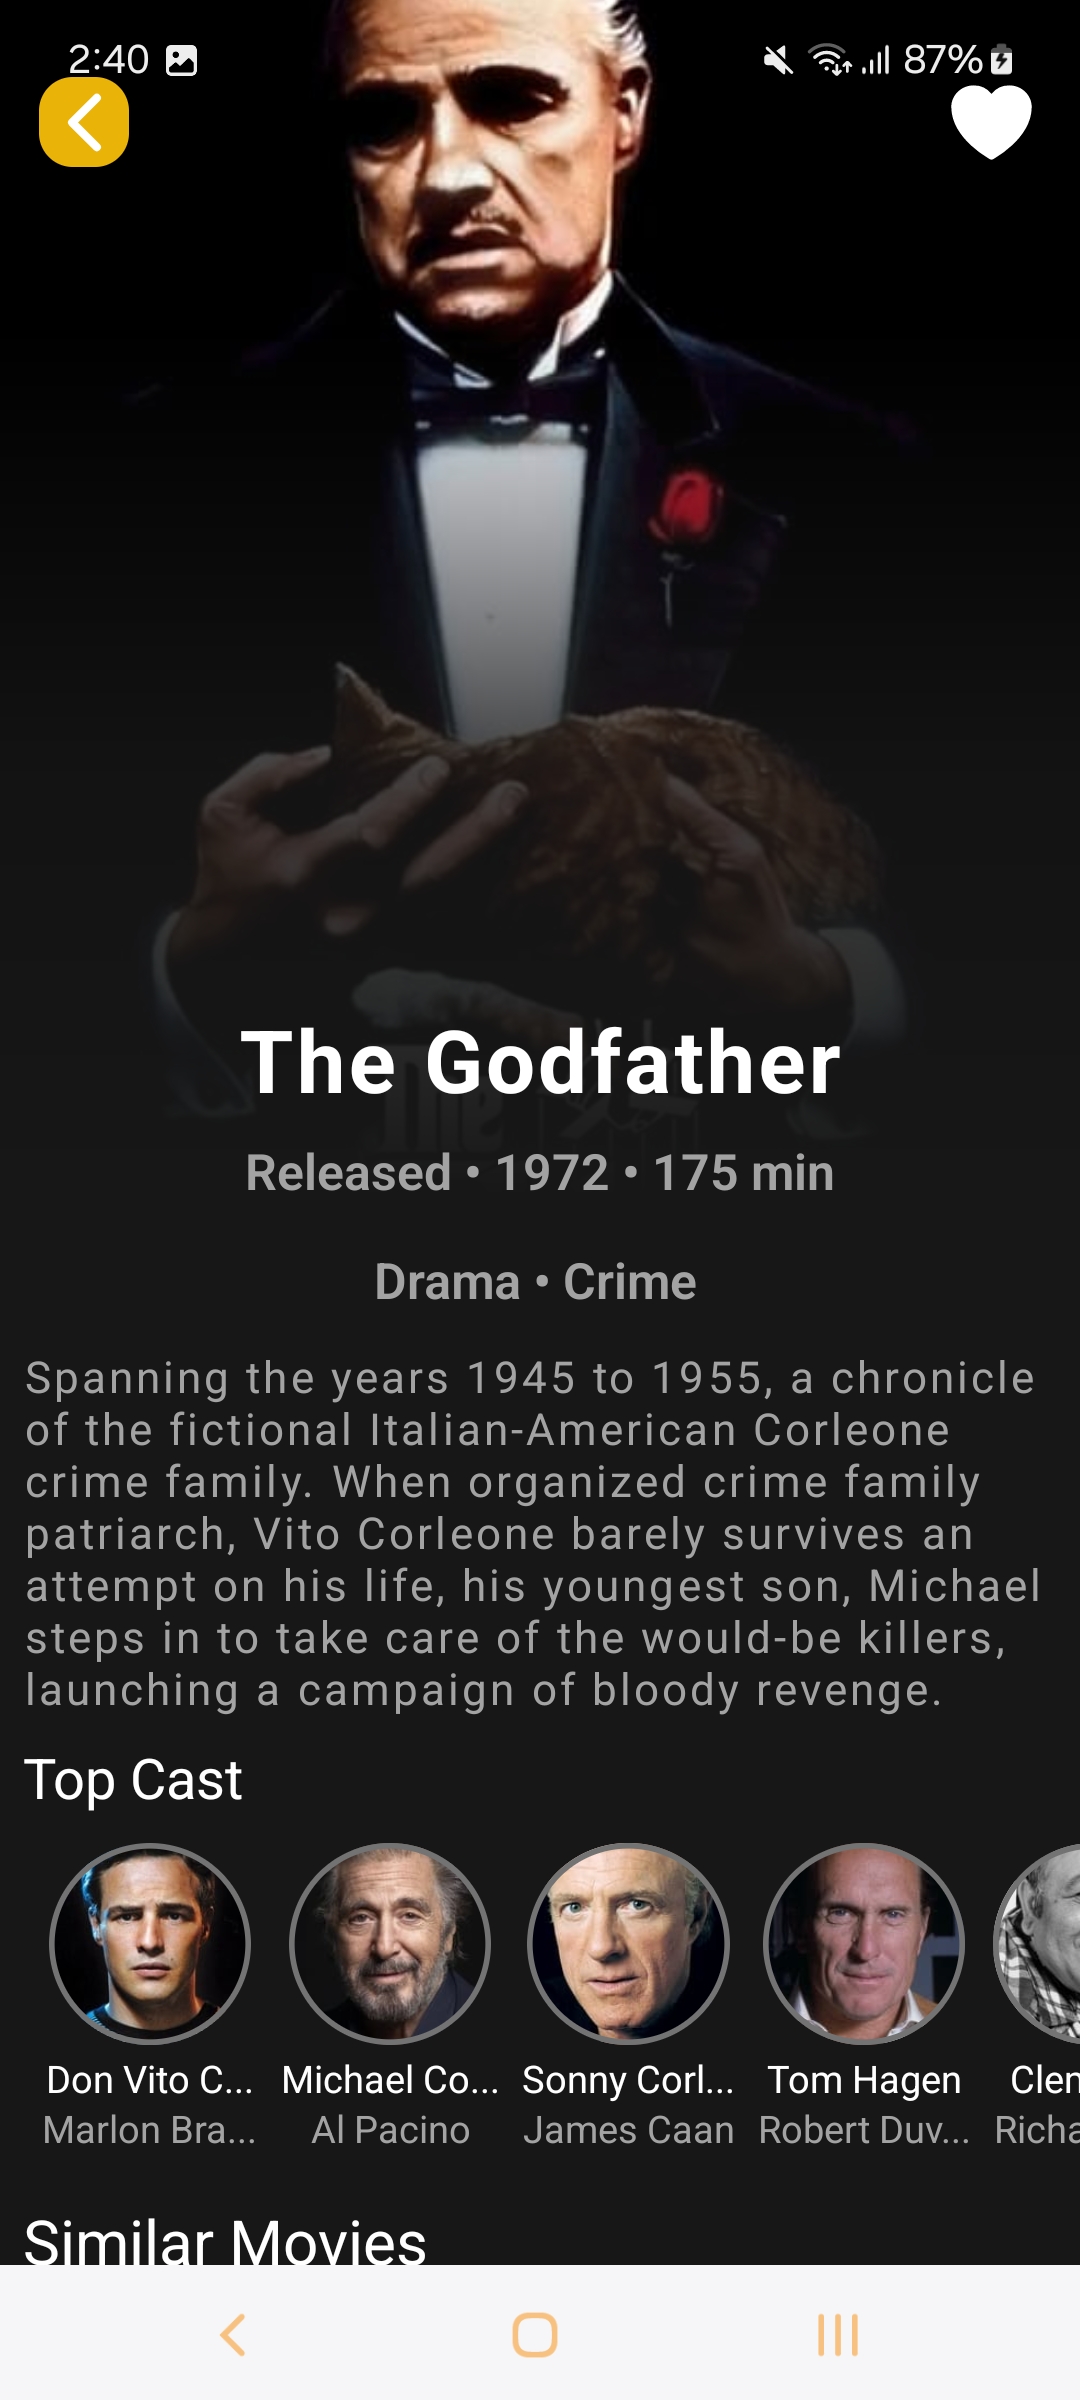 2:40
87%
The Godfather
Released • 1972 • 175 min
Drama • Crime
Spanning the years 1945 to 1955, a chronicle
of the fictional Italian-American Corleone
crime family. When organized crime family
patriarch, Vito Corleone barely survives an
attempt on his life, his youngest son, Michael
steps in to take care of the would-be killers,
launching a campaign of bloody revenge.
Top Cast
Don Vito C... Michael Co... Sonny Corl... Tom Hagen Clem
Marlon Bra... Al Pacino James Caan Robert Duv... Richa
Similar Movies